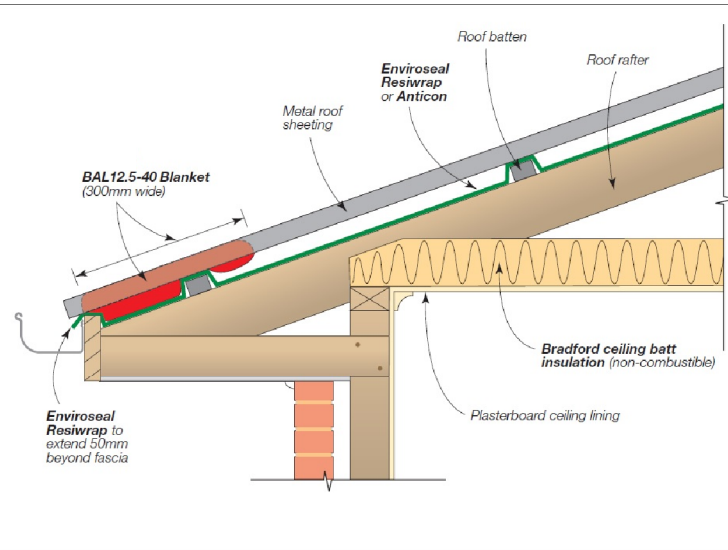 Roof batten
Roof rafter
Enviroseal
Resiwrap
or Anticon
Metal roof
sheeting
BAL12.5-40 Blanket
(300mm wide)
Bradford ceiling batt
insulation (non-combustible)
Plasterboard ceiling lining
Enviroseal
Resiwrap to
extend 50mm
beyond fascia